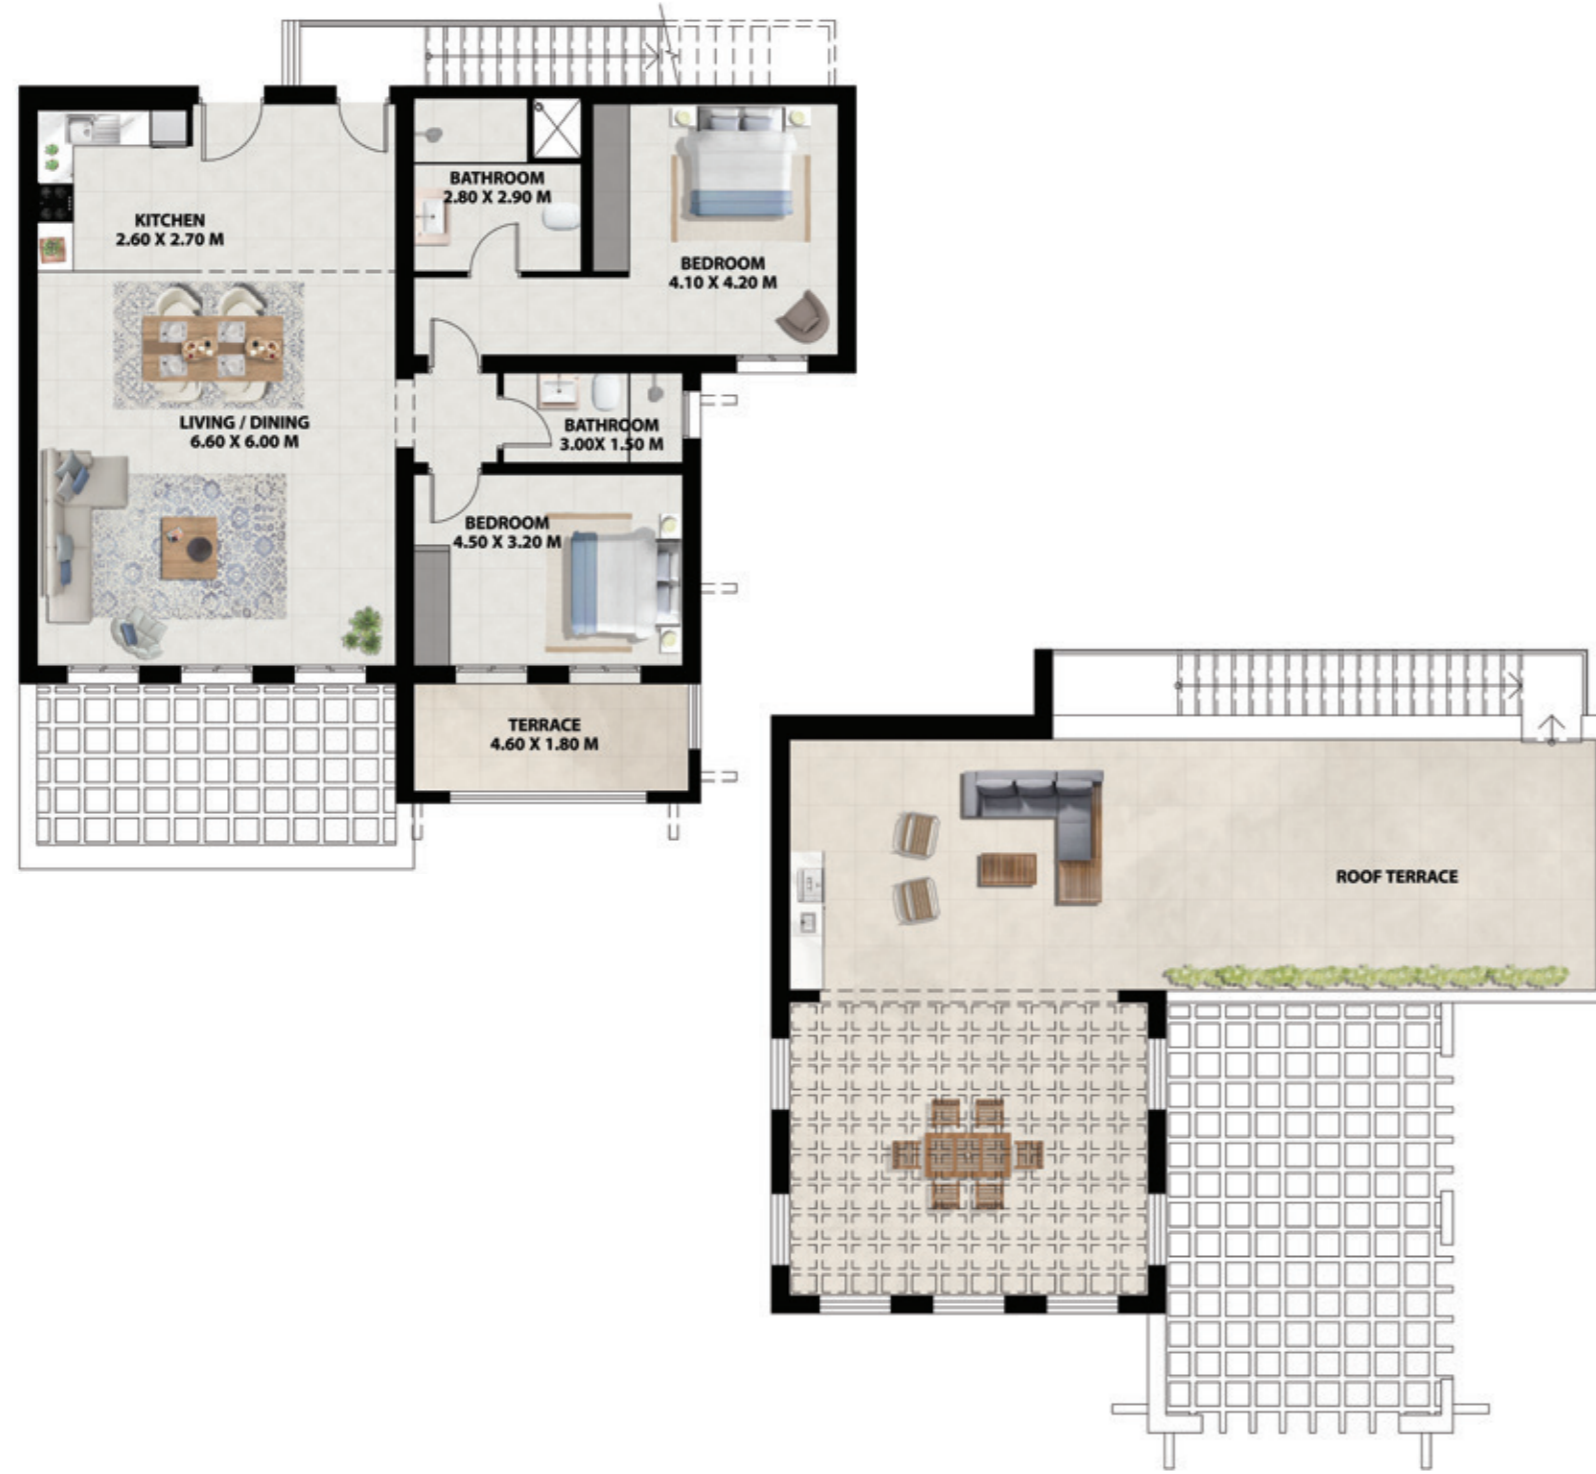 KITCHEN
2.60 X 2.70 M
BATHROOM
2.80 X 2.90 M
BEDROOM
4.10 X 4.20 M
LIVING / DINING
6.60 X 6.00 M
BATHROOM
3.00X 1.50 M
BEDROOM
4.50 X 3.20 M
TERRACE
4.60 X 1.80 M
ROOF TERRACE